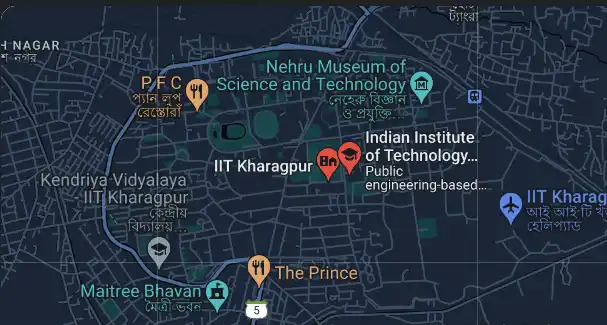 ট্যাংরা
H NAGAR
শ-নগর
Nehru Museum of
Science and Technology
নেহেরু বিজ্ঞান
ও প্রযুক্তি...
P F C
প্যান লুপ
রেস্তোরাঁ
Indian Institute
of Technology...
Public
engineering-based...
IIT Kharagpur
Kendriya Vidyalaya
IIT Kharagpur
কেন্দ্রীয়
বিদ্যালয়...
IIT Kharag
আই আই টি
হেলিপ্যাড
The Prince
Maitree Bhavan
মৈত্রী ভবন
5